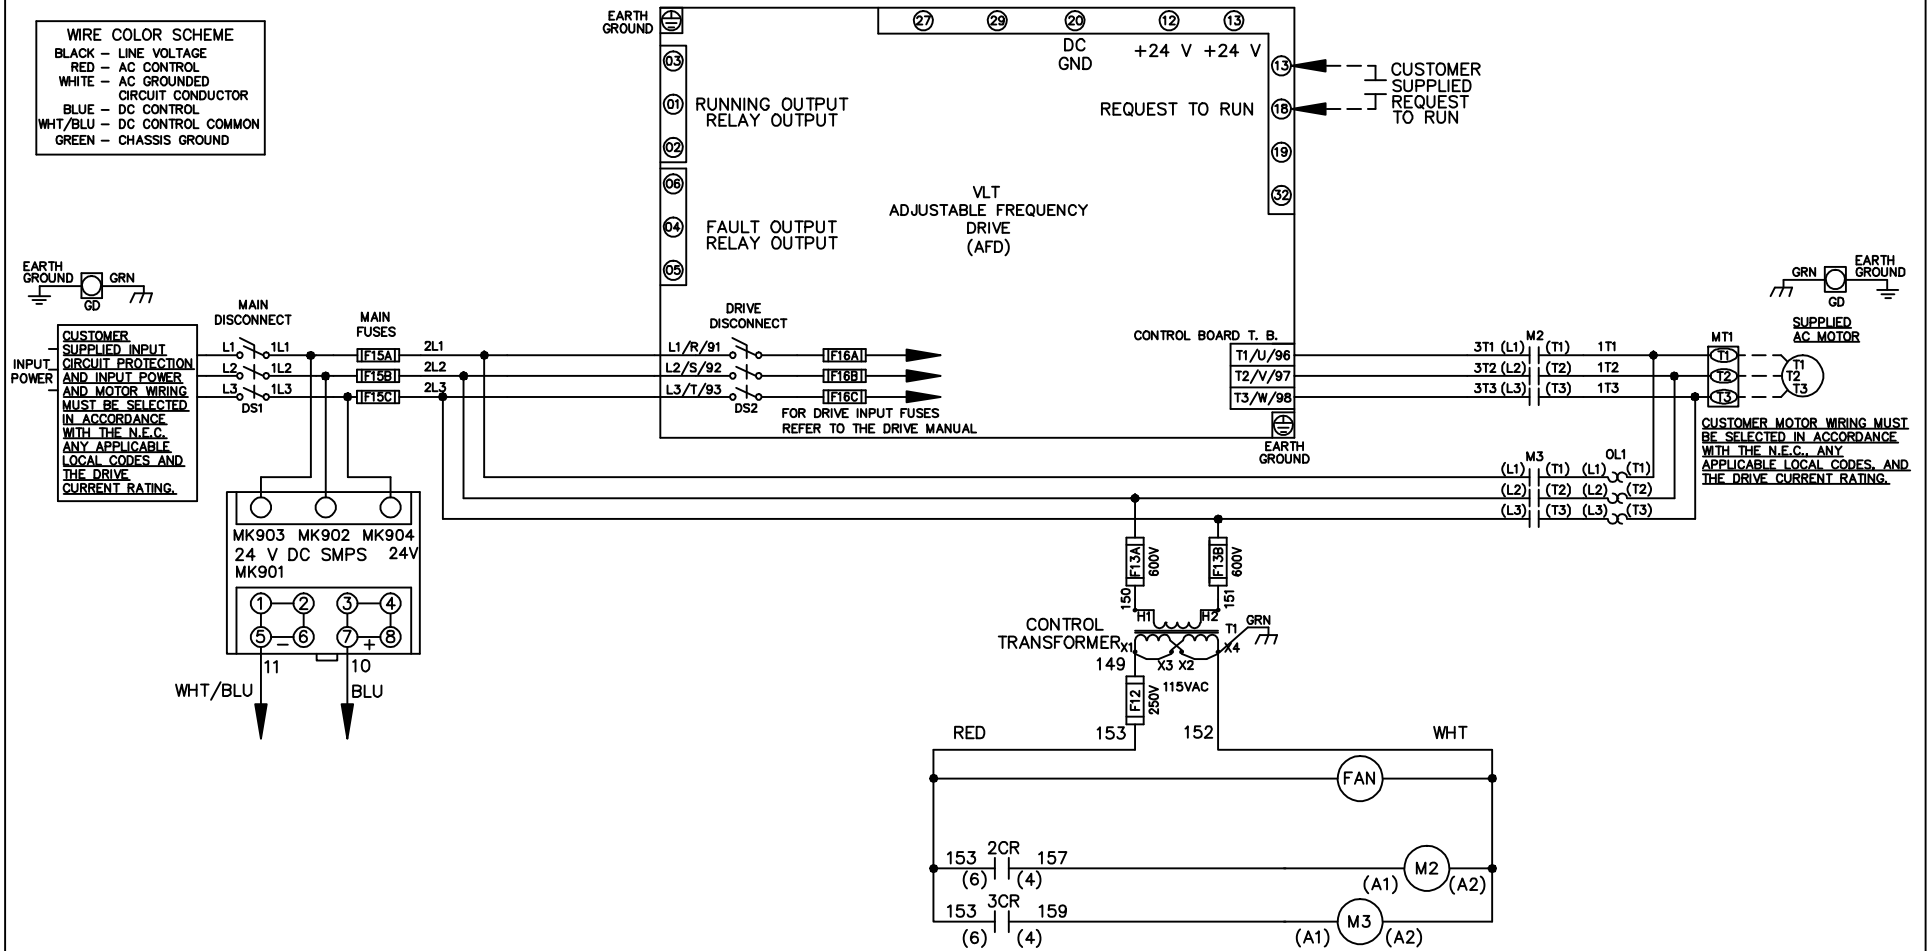 WIRE COLOR SCHEME
BLACK – LINE VOLTAGE
RED – AC CONTROL
WHITE – AC GROUNDED
CIRCUIT CONDUCTOR
BLUE – DC CONTROL
WHT/BLU – DC CONTROL COMMON
GREEN – CHASSIS GROUND
EARTH
GROUND
27
29
20
12
13
DC
GND
+24 V
+24 V
03
01
02
RUNNING OUTPUT
RELAY OUTPUT
06
04
05
FAULT OUTPUT
RELAY OUTPUT
13
18
19
32
REQUEST TO RUN
CUSTOMER
SUPPLIED
REQUEST
TO RUN
VLT
ADJUSTABLE FREQUENCY
DRIVE
(AFD)
EARTH
GROUND
GRN
GD
INPUT
POWER
CUSTOMER
SUPPLIED INPUT
CIRCUIT PROTECTION
AND INPUT POWER
AND MOTOR WIRING
MUST BE SELECTED
IN ACCORDANCE
WITH THE N.E.C.
ANY APPLICABLE
LOCAL CODES AND
THE DRIVE
CURRENT RATING.
MAIN
DISCONNECT
L1 1L1
L2 1L2
L3 1L3
DS1
MAIN
FUSES
F15A
F15B
F15C
2L1
2L2
2L3
L1/R/91
L2/S/92
L3/T/93
DRIVE
DISCONNECT
DS2
F16A
F16B
F16C
FOR DRIVE INPUT FUSES
REFER TO THE DRIVE MANUAL
CONTROL BOARD T. B.
T1/U/96
T2/V/97
T3/W/98
EARTH
GROUND
M2
3T1 (L1) (T1) 1T1
3T2 (L2) (T2) 1T2
3T3 (L3) (T3) 1T3
MT1
T1
T2
T3
GRN
GD
EARTH
GROUND
SUPPLIED
AC MOTOR
T1
T2
T3
CUSTOMER MOTOR WIRING MUST
BE SELECTED IN ACCORDANCE
WITH THE N.E.C., ANY
APPLICABLE LOCAL CODES, AND
THE DRIVE CURRENT RATING.
M3 OL1
(L1) (T1) (L1) (T1)
(L2) (T2) (L2) (T2)
(L3) (T3) (L3) (T3)
MK903 MK902 MK904
24 V DC SMPS 24V
MK901
1 2 3 4
5 – 6 7 + 8
11
10
WHT/BLU
BLU
F13A
600V
F13B
600V
150
151
H1
H2
CONTROL
TRANSFORMER
T1
GRN
X1
X3 X2
X4
149
115VAC
F12
250V
153
152
RED
WHT
FAN
2CR
153 157
(6) (4)
M2
(A1) (A2)
3CR
153 159
(6) (4)
M3
(A1) (A2)